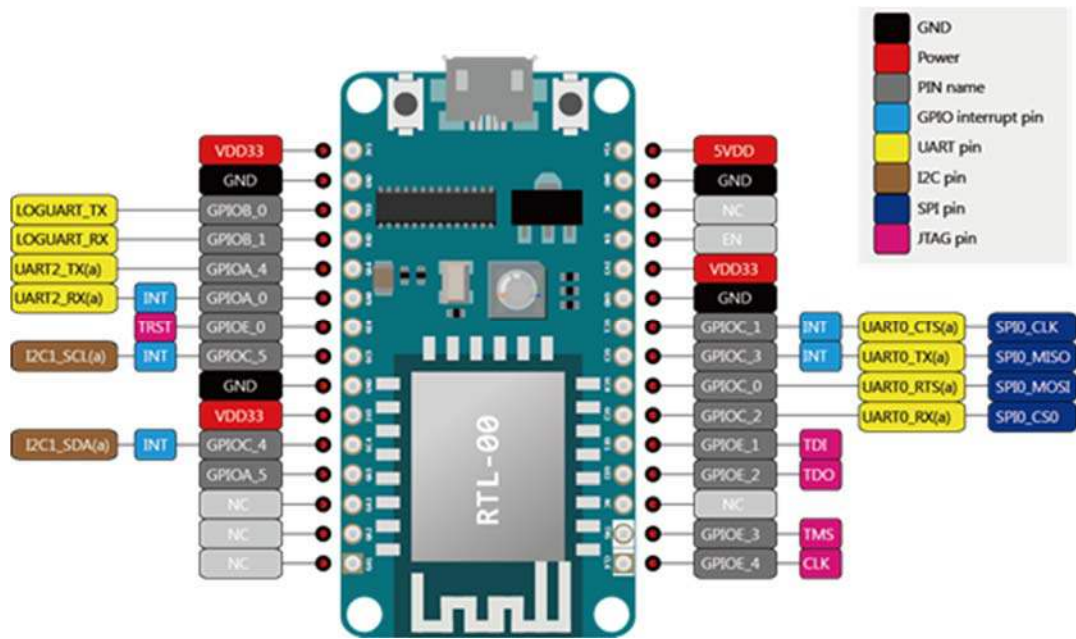 GND
Power
PIN name
GPIO interrupt pin
UART pin
I2C pin
SPI pin
JTAG pin
VDD33
5VDD
GND
GND
LOGUART_TX GPIOB_0
NC
LOGUART_RX GPIOB_1
EN
UART2_TX(a) GPIOA_4
VDD33
UART2_RX(a) INT GPIOA_0
GND
TRST GPIOE_0
GPIOC_1 INT UART0_CTS(a) SPI0_CLK
I2C1_SCL(a) INT GPIOC_5
GPIOC_3 INT UART0_TX(a) SPI0_MISO
GND
GPIOC_0 UART0_RTS(a) SPI0_MOSI
VDD33
GPIOC_2 UART0_RX(a) SPI0_CS0
I2C1_SDA(a) INT GPIOC_4
GPIOE_1 TDI
GPIOA_5
GPIOE_2 TDO
NC
NC
NC
GPIOE_3 TMS
NC
GPIOE_4 CLK
RTL-00